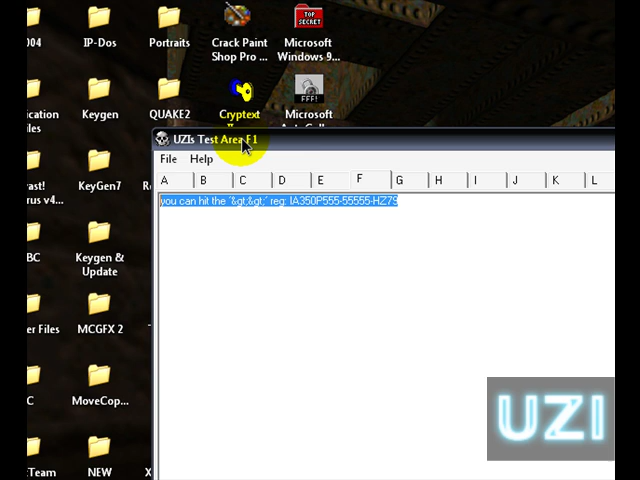 004
IP-Dos
Portraits
Crack Paint
Shop Pro ...
TOP
SECRET
Microsoft
Windows 9...
ication
Files
Keygen
QUAKE2
Cryptext
FFF!
Microsoft
UZIs Test Area F1
File Help
A B C D E F G H I J K L
you can hit the '&gt;&gt;' reg: IA350P555-55555-HZ79
rast!
rus v4...
KeyGen7
BC
Keygen &
Update
er Files
MCGFX 2
C
MoveCop...
Team
NEW
X
UZI